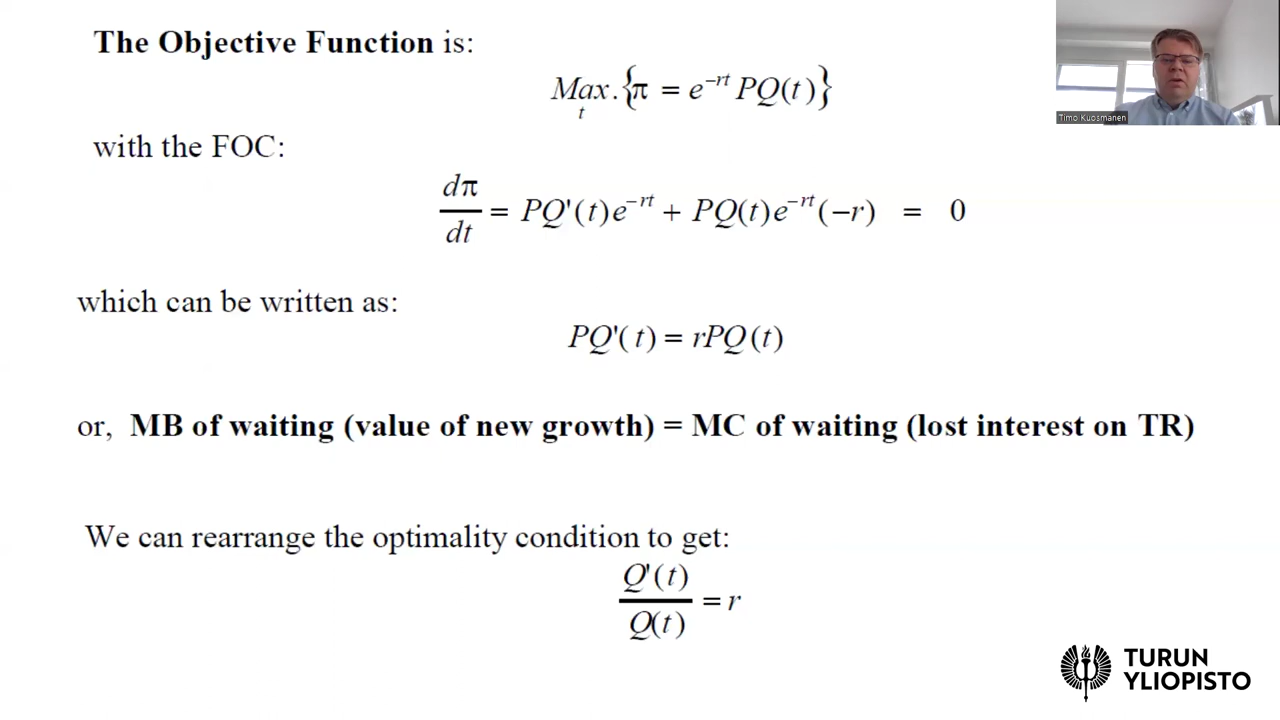 The Objective Function is:
Max. {π = e^{-rt} PQ(t)}
t
Timo Kuosmanen
with the FOC:
dπ/dt = PQ'(t)e^{-rt} + PQ(t)e^{-rt}(-r) = 0
which can be written as:
PQ'(t) = rPQ(t)
or, MB of waiting (value of new growth) = MC of waiting (lost interest on TR)
We can rearrange the optimality condition to get:
Q'(t)/Q(t) = r
TURUN
YLIOPISTO